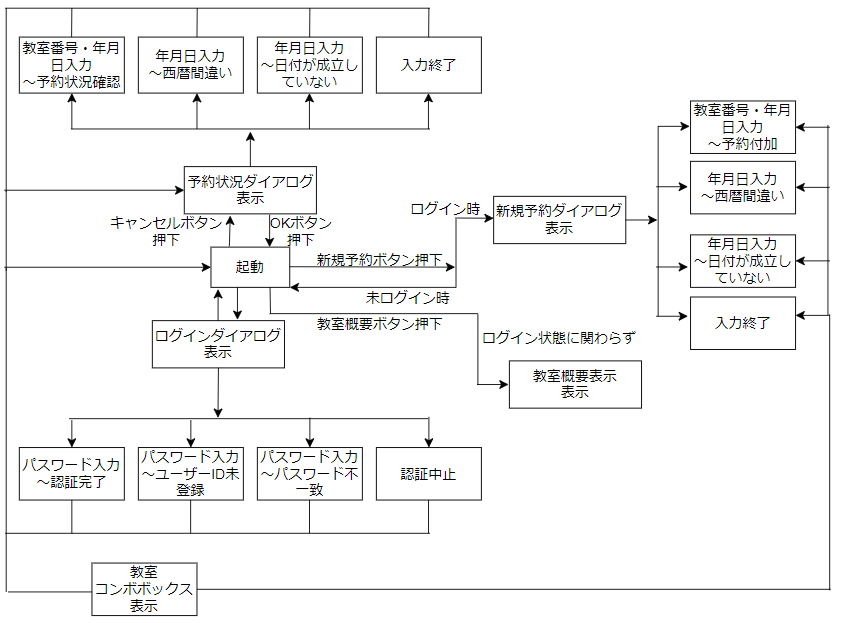 教室番号・年月
日入力
～予約状況確認
年月日入力
～西暦間違い
年月日入力
～日付が成立し
ていない
入力終了
予約状況ダイアログ
表示
キャンセルボタン
押下
OKボタン
押下
起動
新規予約ボタン押下
未ログイン時
教室概要ボタン押下
ログイン時
新規予約ダイアログ
表示
教室番号・年月
日入力
～予約付加
年月日入力
～西暦間違い
年月日入力
～日付が成立し
ていない
入力終了
ログイン状態に関わらず
教室概要表示
表示
ログインダイアログ
表示
パスワード入力
～認証完了
パスワード入力
～ユーザーID未
登録
パスワード入力
～パスワード不
一致
認証中止
教室
コンボボックス
表示